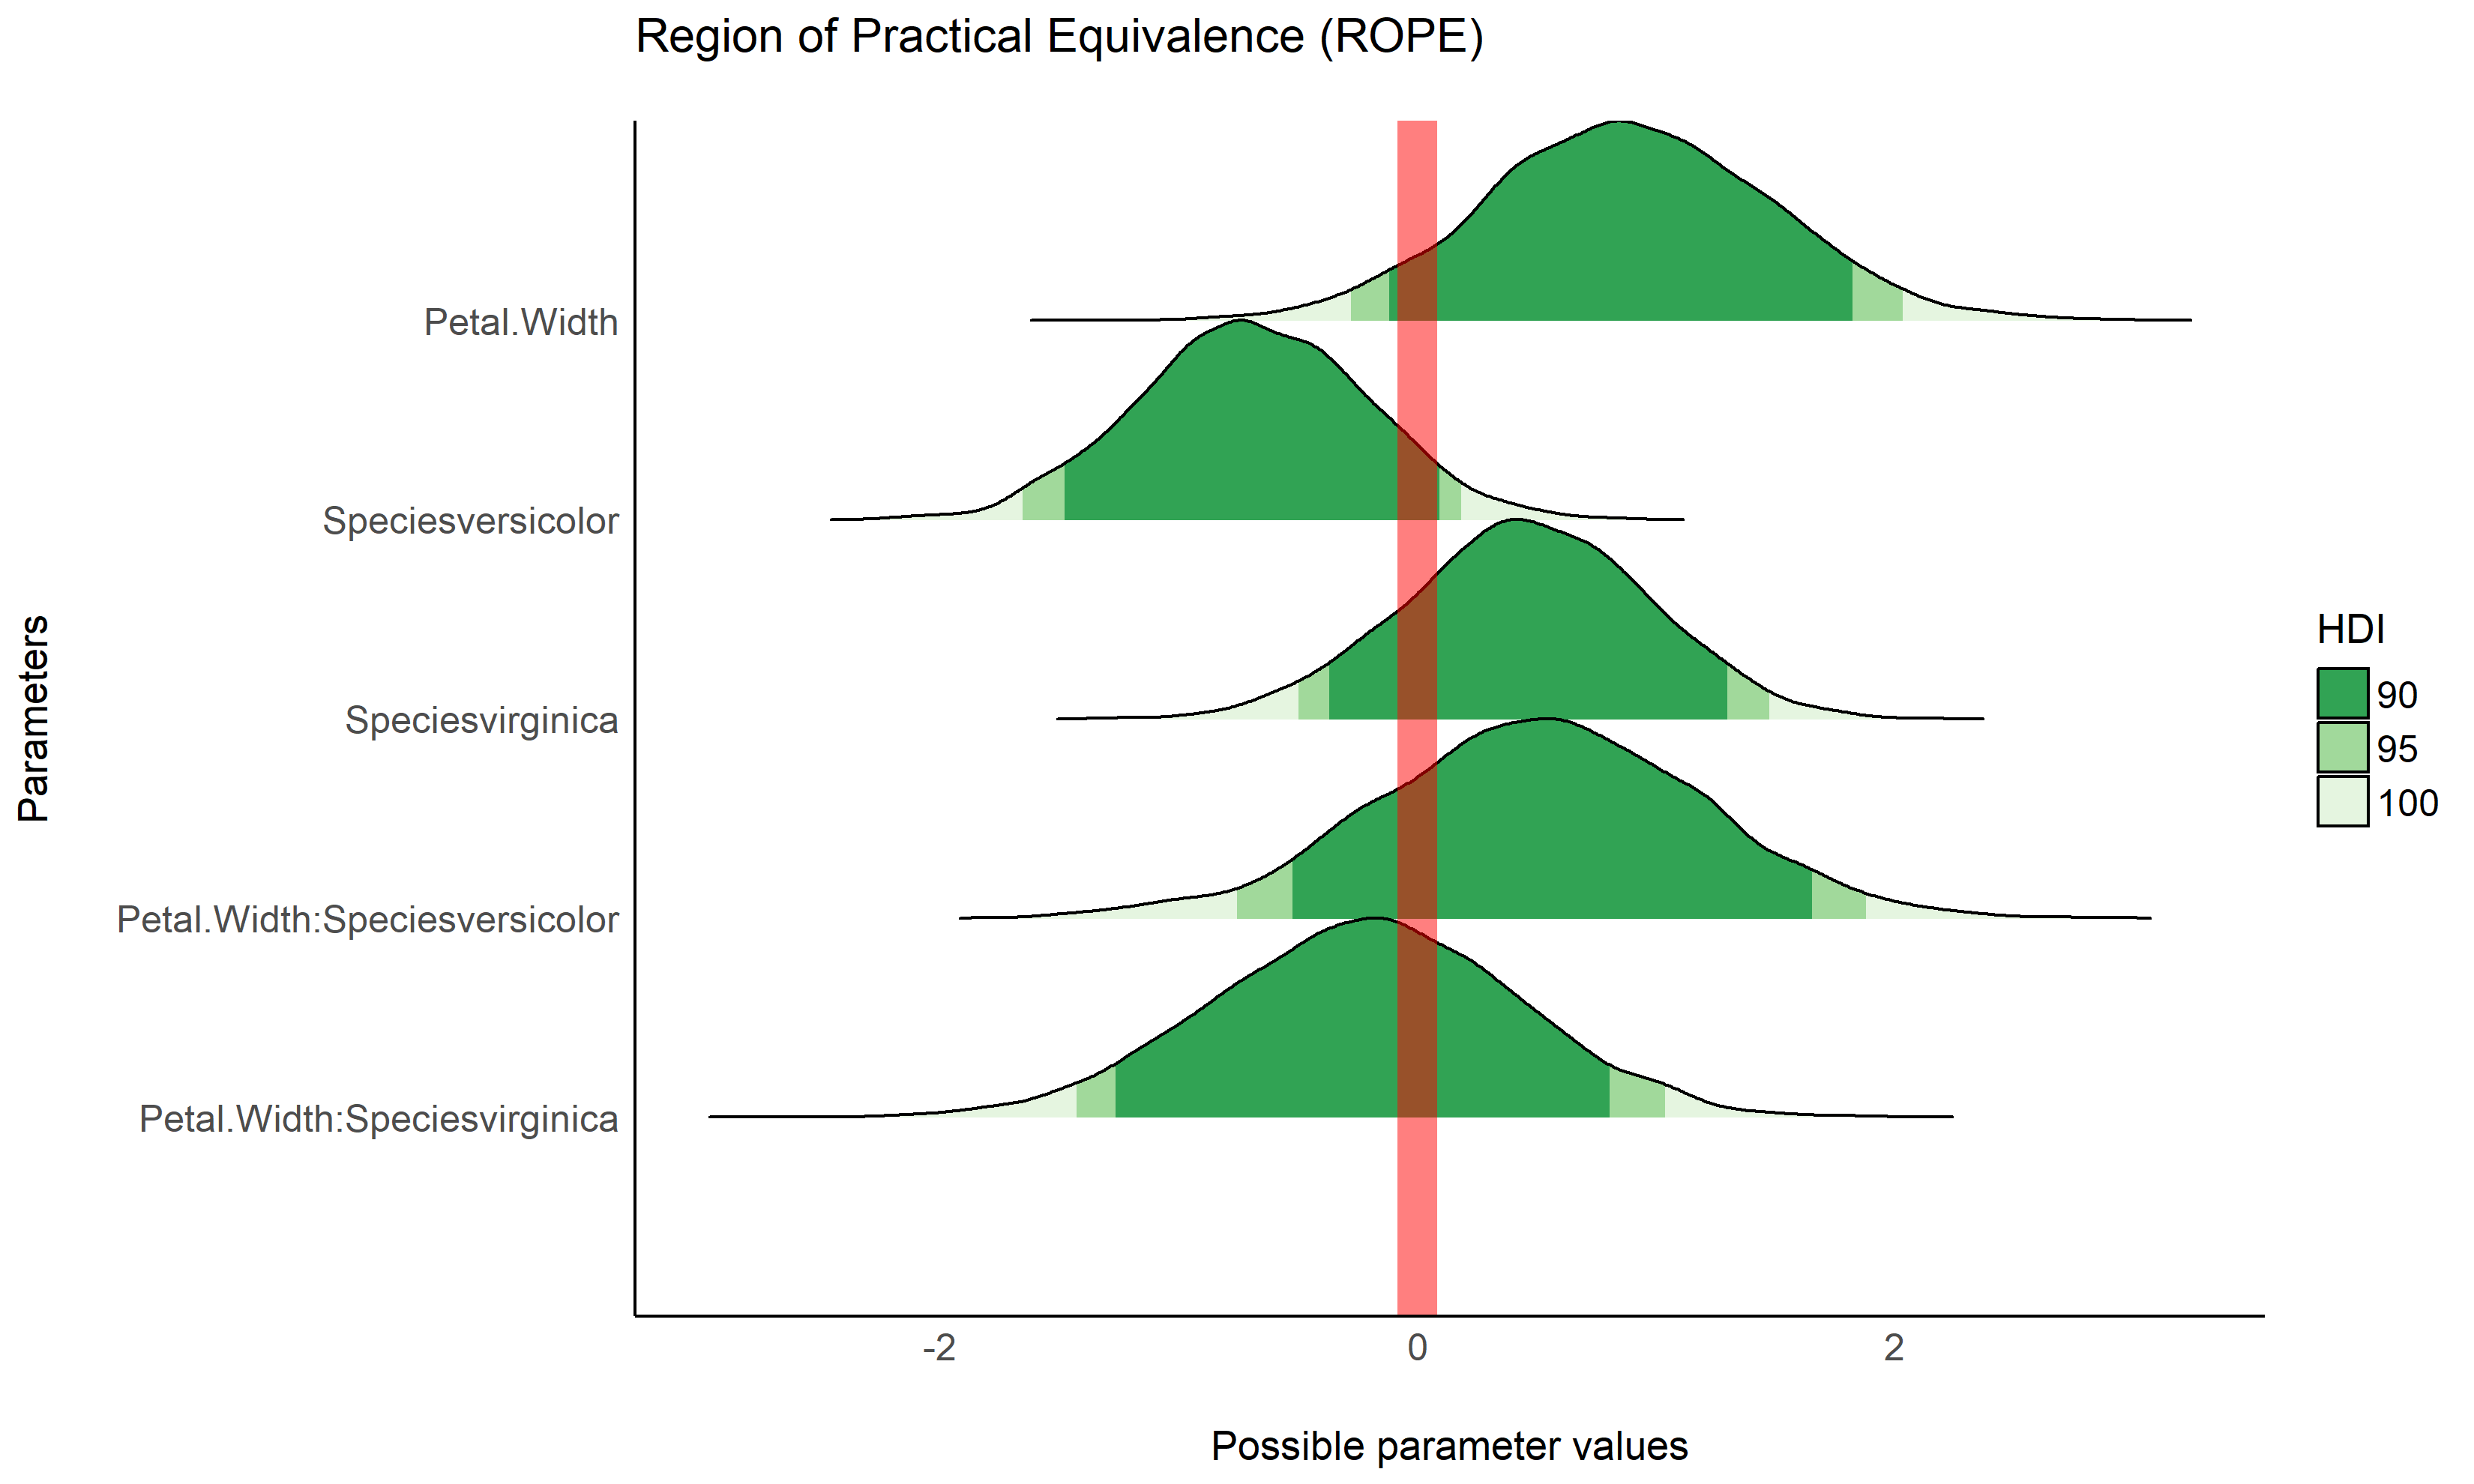 Region of Practical Equivalence (ROPE)
Parameters
Petal.Width
Speciesversicolor
Speciesvirginica
Petal.Width:Speciesversicolor
Petal.Width:Speciesvirginica
-2 0 2
Possible parameter values
HDI
90
95
100